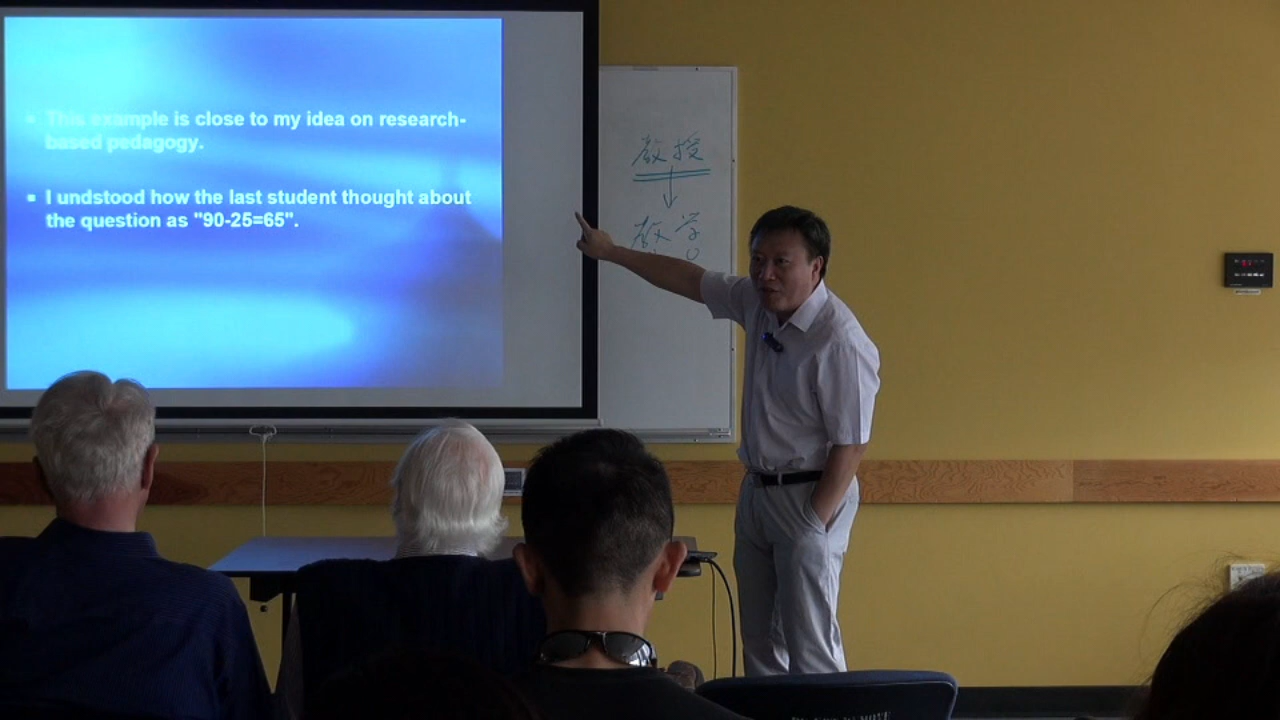 This example is close to my idea on research-
based pedagogy.
I undstood how the last student thought about
the question as "90-25=65".
教授
教学